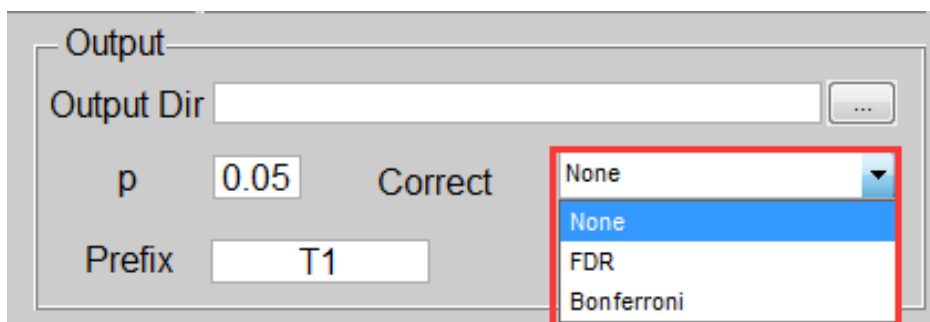 Output
Output Dir ...
p 0.05 Correct None
None
FDR
Prefix T1
Bonferroni